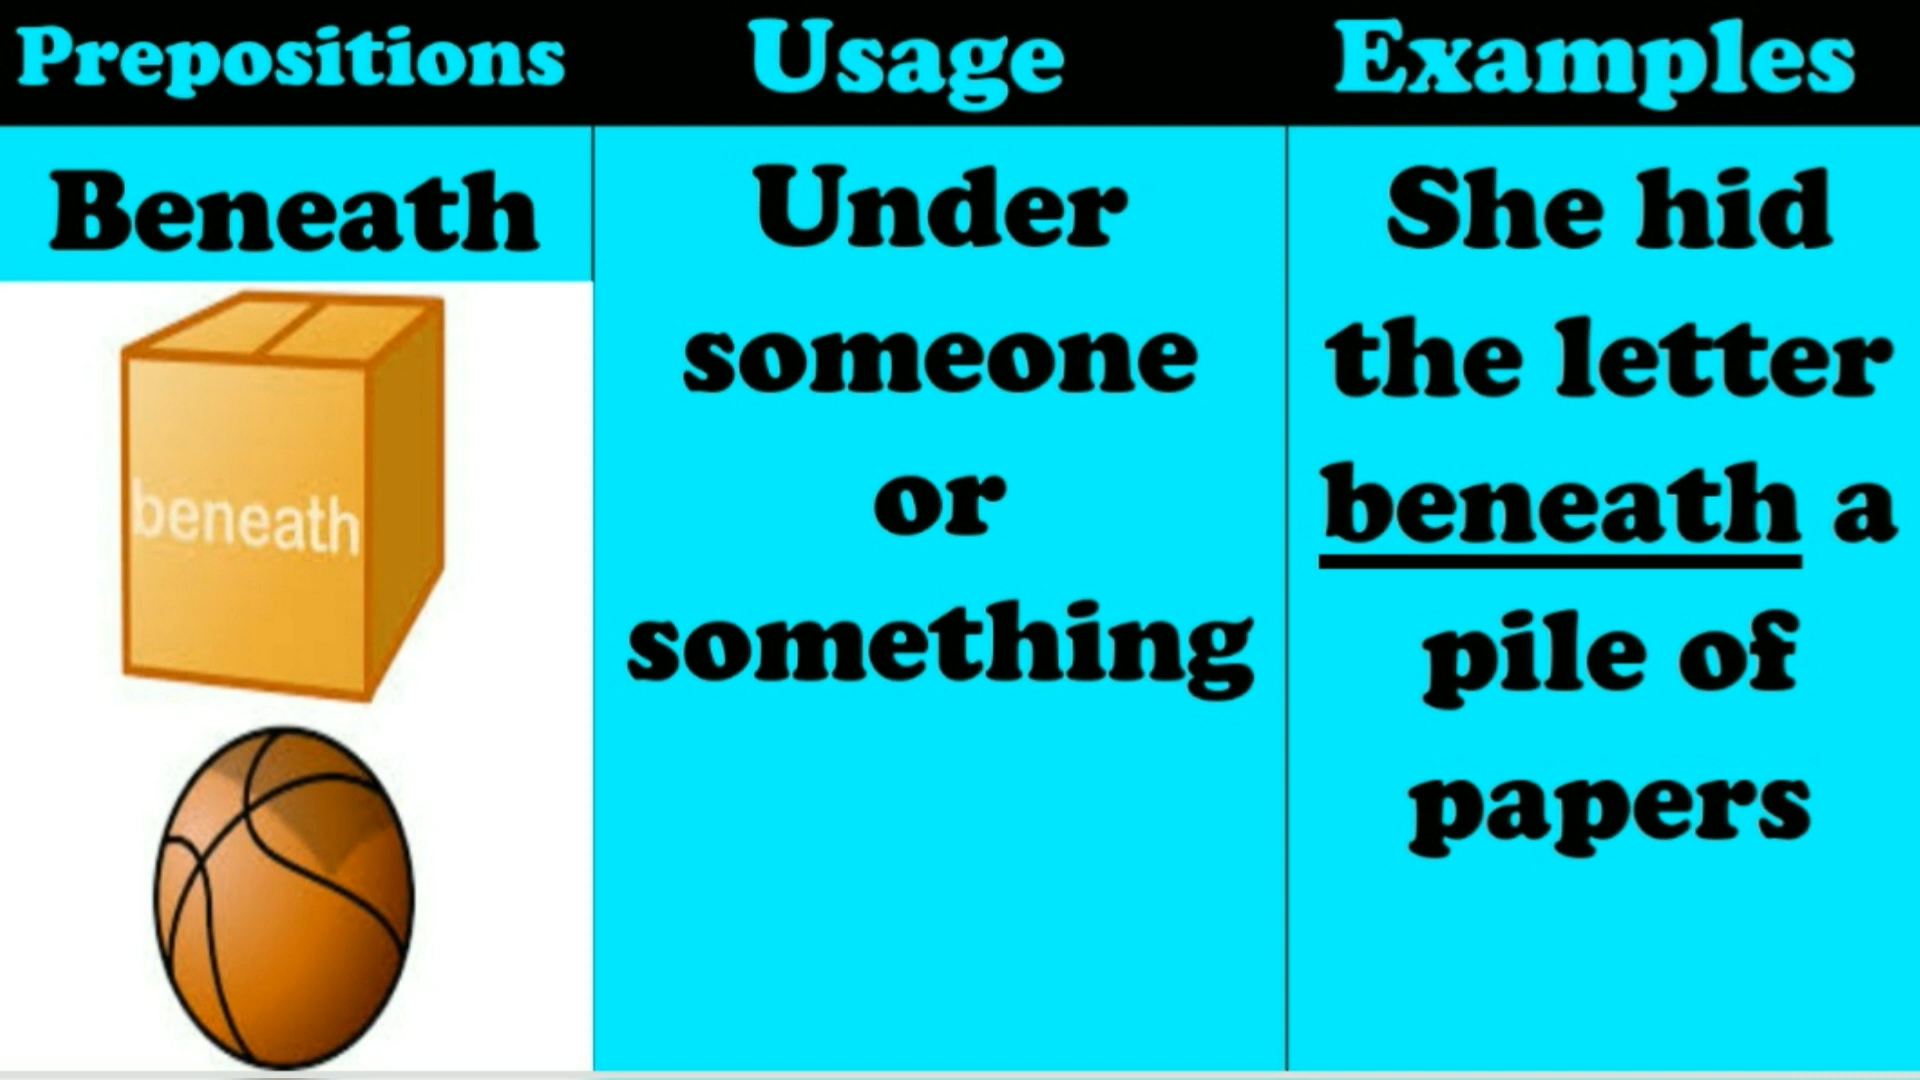 Prepositions
Usage
Examples
Beneath
beneath
Under
someone
or
something
She hid
the letter
beneath a
pile of
papers